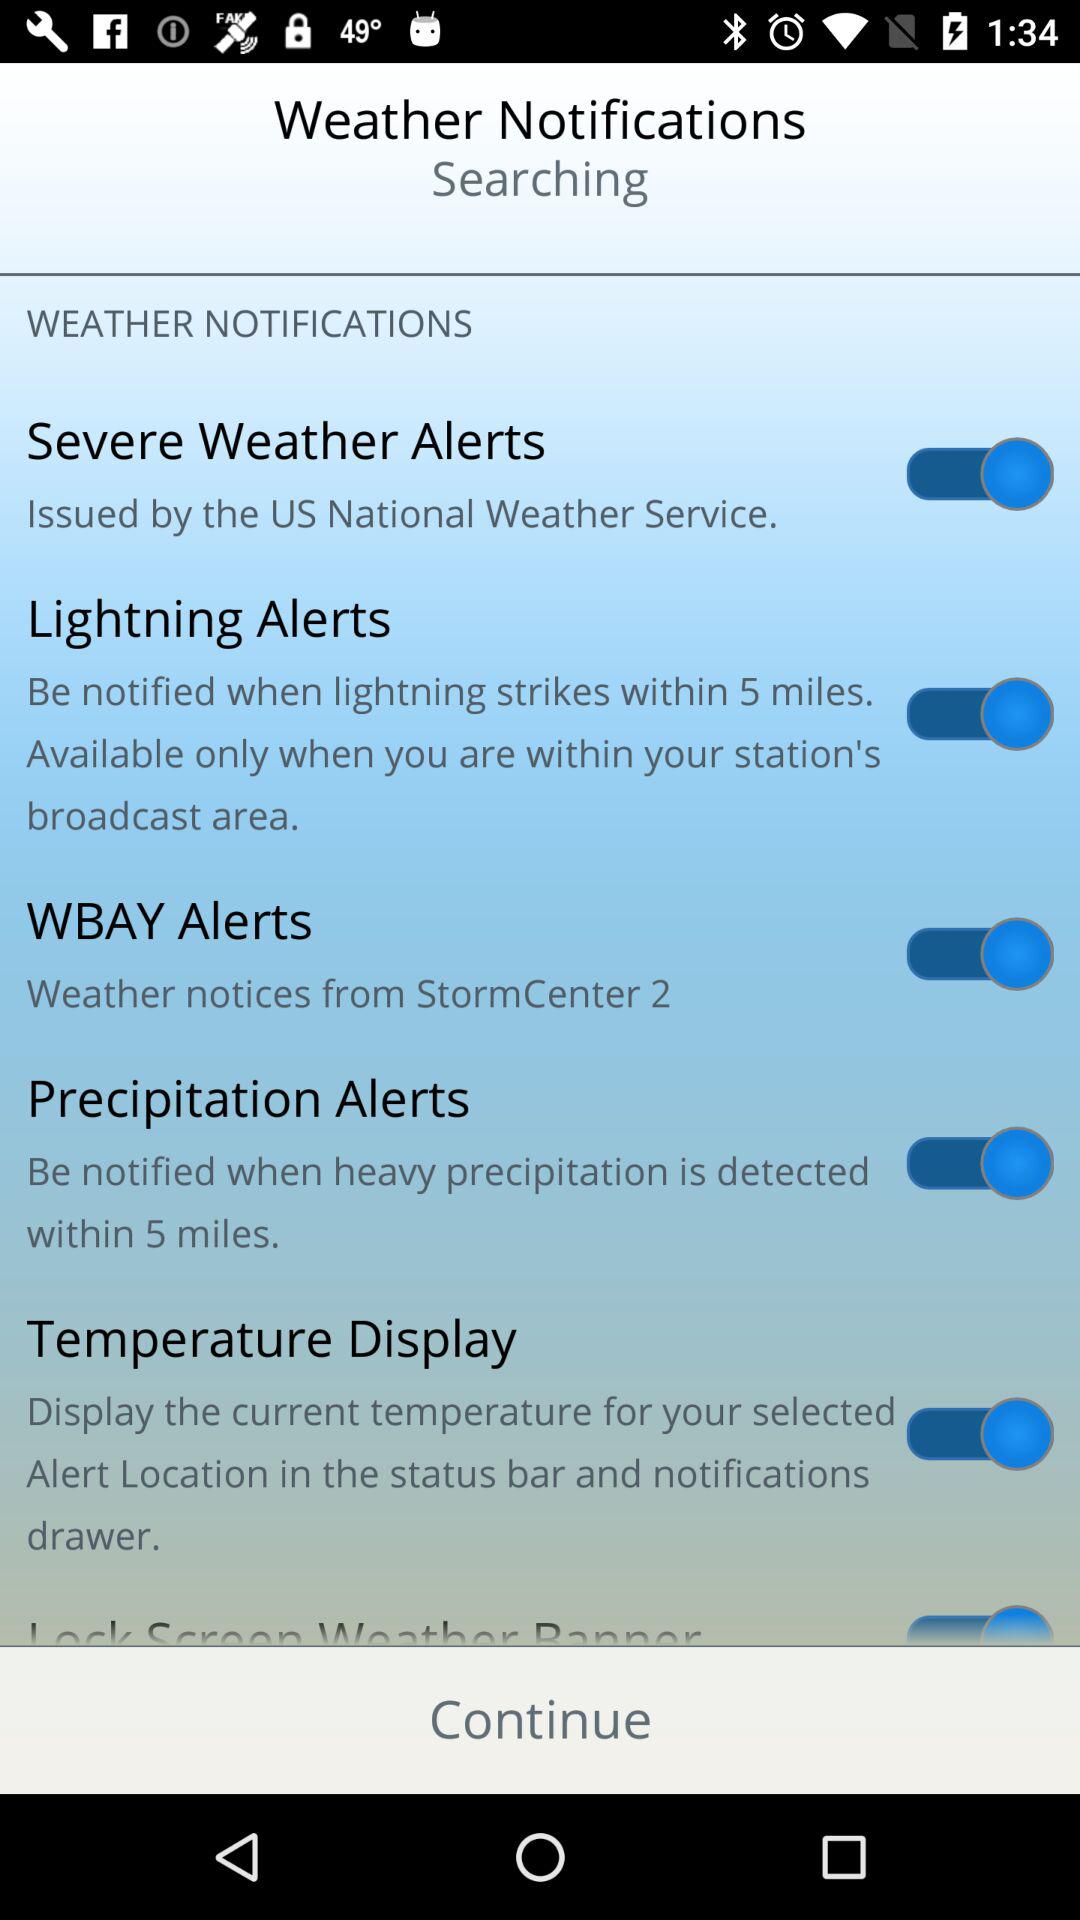 FAKE 49° 1:34
Weather Notifications
Searching
WEATHER NOTIFICATIONS
Severe Weather Alerts
Issued by the US National Weather Service.
Lightning Alerts
Be notified when lightning strikes within 5 miles.
Available only when you are within your station's
broadcast area.
WBAY Alerts
Weather notices from StormCenter 2
Precipitation Alerts
Be notified when heavy precipitation is detected
within 5 miles.
Temperature Display
Display the current temperature for your selected
Alert Location in the status bar and notifications
drawer.
Lock Screen Weather Banner
Continue